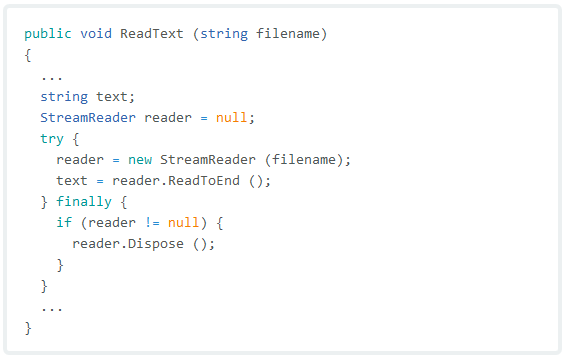 public void ReadText (string filename)
{
  ...
  string text;
  StreamReader reader = null;
  try {
    reader = new StreamReader (filename);
    text = reader.ReadToEnd ();
  } finally {
    if (reader != null) {
      reader.Dispose ();
    }
  }
  ...
}